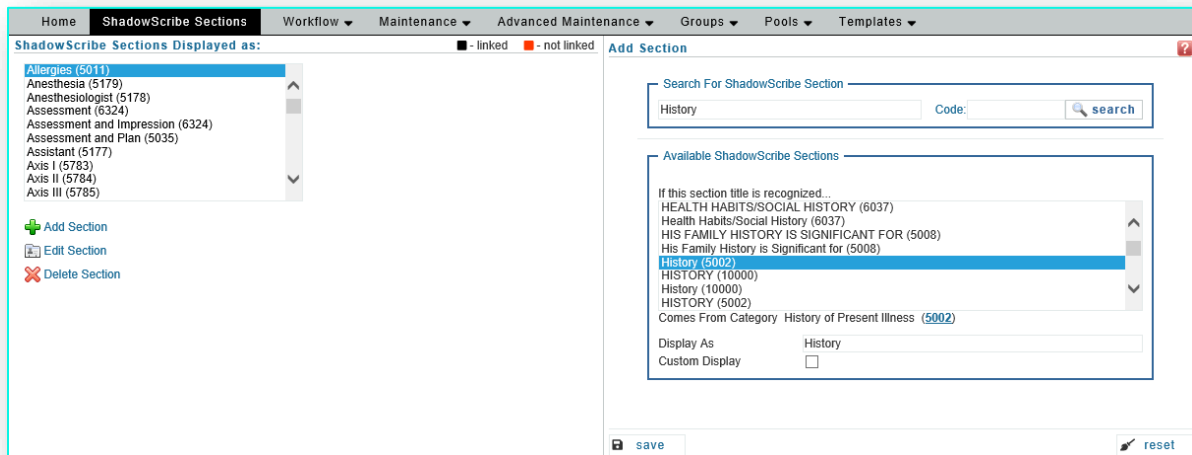 Home ShadowScribe Sections Workflow Maintenance Advanced Maintenance Groups Pools Templates
ShadowScribe Sections Displayed as: - linked - not linked
Allergies (5011)
Anesthesia (5179)
Anesthesiologist (5178)
Assessment (6324)
Assessment and Impression (6324)
Assessment and Plan (5035)
Assistant (5177)
Axis I (5783)
Axis II (5784)
Axis III (5785)
Add Section
Edit Section
Delete Section
Add Section ?
Search For ShadowScribe Section
History Code: search
Available ShadowScribe Sections
If this section title is recognized...
HEALTH HABITS/SOCIAL HISTORY (6037)
Health Habits/Social History (6037)
HIS FAMILY HISTORY IS SIGNIFICANT FOR (5008)
His Family History is Significant for (5008)
History (5002)
HISTORY (10000)
History (10000)
HISTORY (5002)
Comes From Category History of Present Illness (5002)
Display As History
Custom Display
save reset